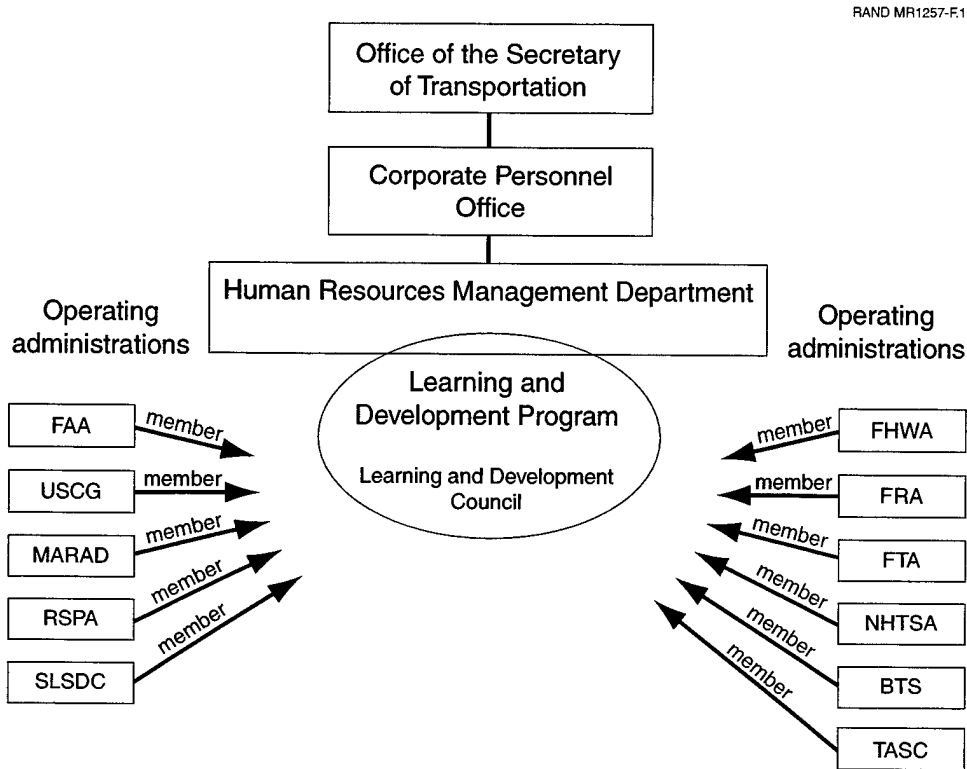 RAND MR1257-F.1
Office of the Secretary
of Transportation
Corporate Personnel
Office
Human Resources Management Department
Operating
administrations
Operating
administrations
Learning and
Development Program
Learning and Development
Council
FAA
member
USCG
member
MARAD
member
RSPA
member
SLSDC
member
member
FHWA
member
FRA
member
FTA
member
NHTSA
member
BTS
member
TASC